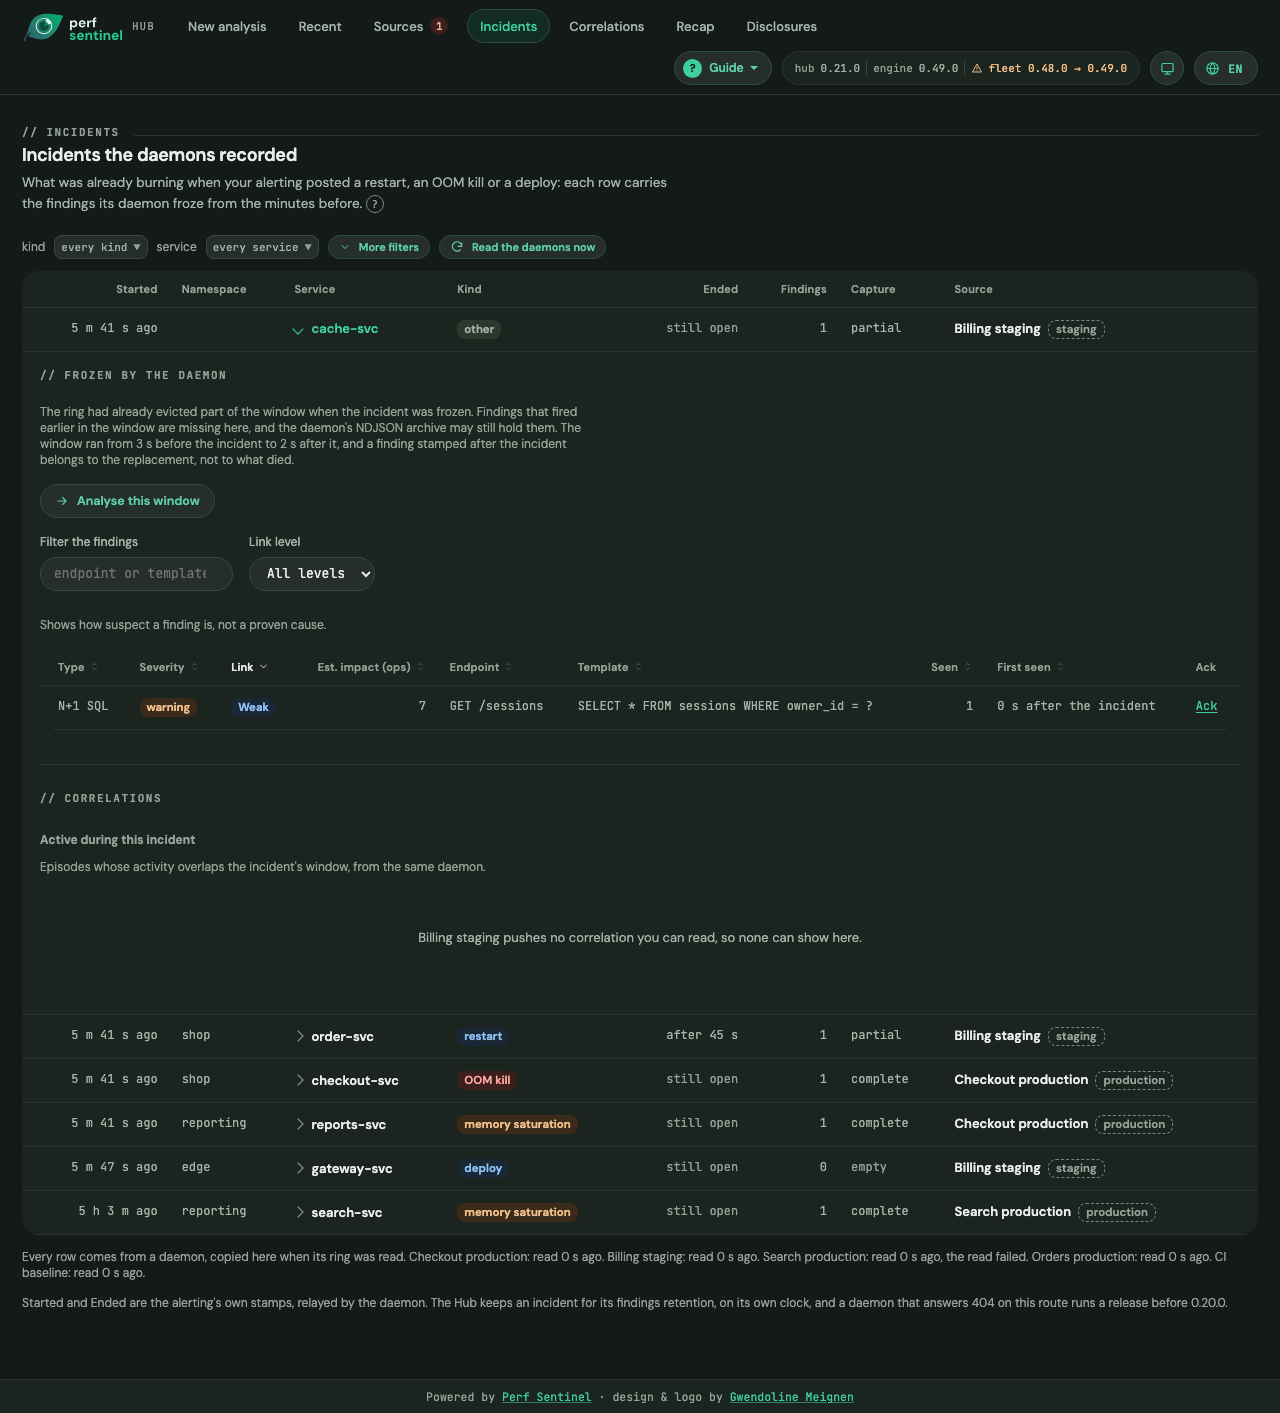 perf sentinel HUB New analysis Recent Sources 1 Incidents Correlations Recap Disclosures
? Guide hub 0.21.0 engine 0.49.0 ⚠ fleet 0.48.0 → 0.49.0 EN
// INCIDENTS
Incidents the daemons recorded
What was already burning when your alerting posted a restart, an OOM kill or a deploy: each row carries
the findings its daemon froze from the minutes before. ?
kind every kind ▼ service every service ▼ More filters Read the daemons now
Started Namespace Service Kind Ended Findings Capture Source
5 m 41 s ago cache-svc other still open 1 partial Billing staging staging
// FROZEN BY THE DAEMON
The ring had already evicted part of the window when the incident was frozen. Findings that fired
earlier in the window are missing here, and the daemon's NDJSON archive may still hold them. The
window ran from 3 s before the incident to 2 s after it, and a finding stamped after the incident
belongs to the replacement, not to what died.
→ Analyse this window
Filter the findings Link level
endpoint or template All levels
Shows how suspect a finding is, not a proven cause.
Type Severity Link Est. impact (ops) Endpoint Template Seen First seen Ack
N+1 SQL warning Weak 7 GET /sessions SELECT * FROM sessions WHERE owner_id = ? 1 0 s after the incident Ack
// CORRELATIONS
Active during this incident
Episodes whose activity overlaps the incident's window, from the same daemon.
Billing staging pushes no correlation you can read, so none can show here.
5 m 41 s ago shop order-svc restart after 45 s 1 partial Billing staging staging
5 m 41 s ago shop checkout-svc OOM kill still open 1 complete Checkout production production
5 m 41 s ago reporting reports-svc memory saturation still open 1 complete Checkout production production
5 m 47 s ago edge gateway-svc deploy still open 0 empty Billing staging staging
5 h 3 m ago reporting search-svc memory saturation still open 1 complete Search production production
Every row comes from a daemon, copied here when its ring was read. Checkout production: read 0 s ago. Billing staging: read 0 s ago. Search production: read 0 s ago, the read failed. Orders production: read 0 s ago. CI
baseline: read 0 s ago.
Started and Ended are the alerting's own stamps, relayed by the daemon. The Hub keeps an incident for its findings retention, on its own clock, and a daemon that answers 404 on this route runs a release before 0.20.0.
Powered by Perf Sentinel · design & logo by Gwendoline Meignen